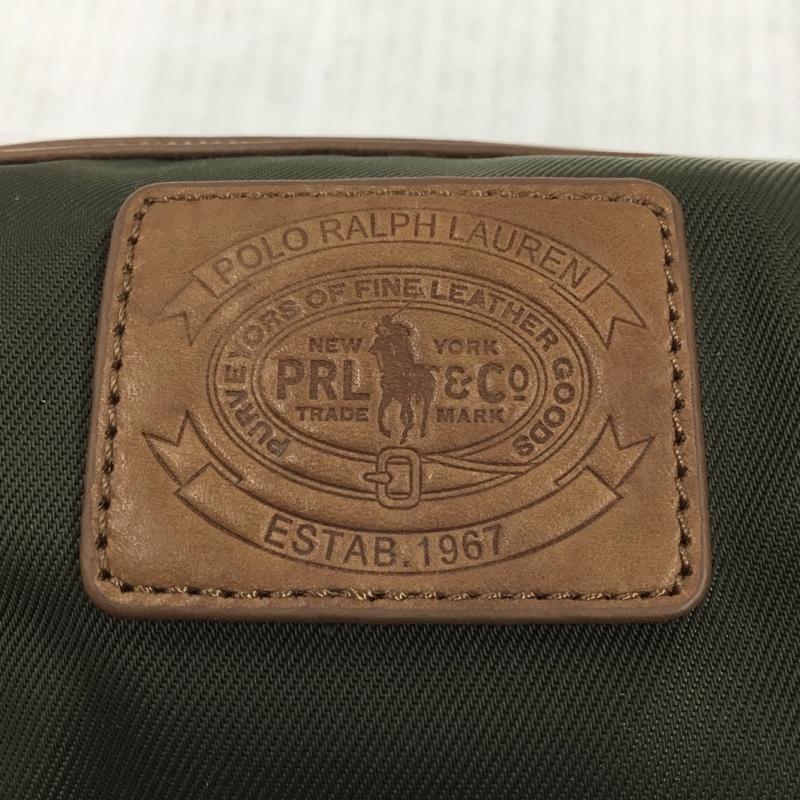 POLO RALPH LAUREN
PURVEYORS OF FINE LEATHER GOODS
NEW YORK
PRL & Co
TRADE MARK
ESTAB. 1967